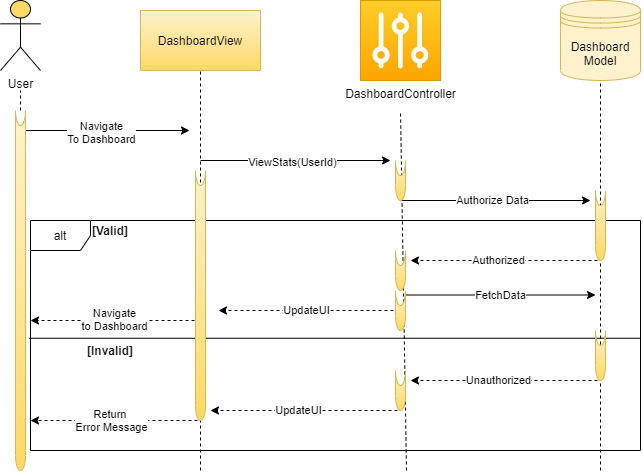 User
DashboardView
DashboardController
Dashboard
Model
Navigate
To Dashboard
ViewStats(UserId)
Authorize Data
alt
[Valid]
Authorized
FetchData
UpdateUI
Navigate
to Dashboard
[Invalid]
Unauthorized
UpdateUI
Return
Error Message